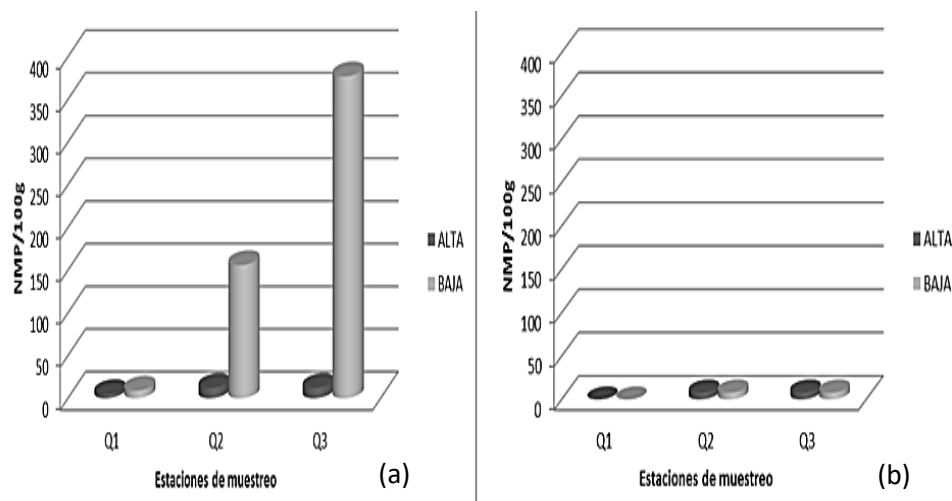 400
350
300
250
200
150
100
50
0
NMP/100g
Q1 Q2 Q3
Estaciones de muestreo
ALTA
BAJA
(a)
400
350
300
250
200
150
100
50
0
NMP/100g
Q1 Q2 Q3
Estaciones de muestreo
ALTA
BAJA
(b)